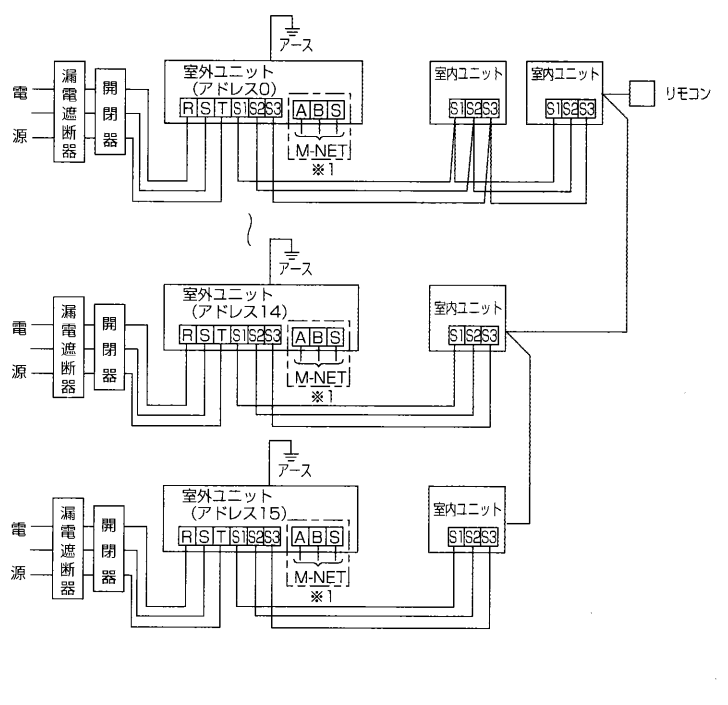 アース
電源
漏電遮断器
開閉器
室外ユニット
(アドレス0)
R S T S1 S2 S3
A B S
M-NET
※1
室内ユニット
S1 S2 S3
室内ユニット
S1 S2 S3
リモコン
アース
電源
漏電遮断器
開閉器
室外ユニット
(アドレス14)
R S T S1 S2 S3
A B S
M-NET
※1
室内ユニット
S1 S2 S3
アース
電源
漏電遮断器
開閉器
室外ユニット
(アドレス15)
R S T S1 S2 S3
A B S
M-NET
※1
室内ユニット
S1 S2 S3